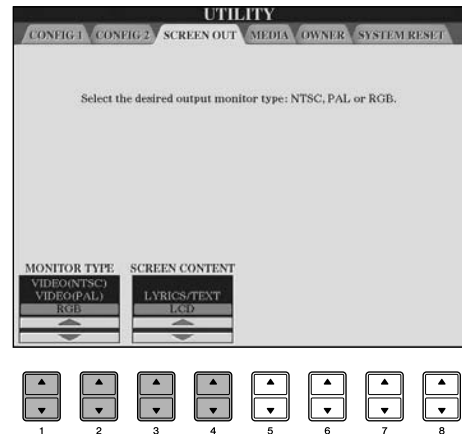 UTILITY
CONFIG 1 CONFIG 2 SCREEN OUT MEDIA OWNER SYSTEM RESET
Select the desired output monitor type: NTSC, PAL or RGB.
MONITOR TYPE SCREEN CONTENT
VIDEO(NTSC)
VIDEO(PAL) LYRICS/TEXT
RGB LCD
1 2 3 4 5 6 7 8